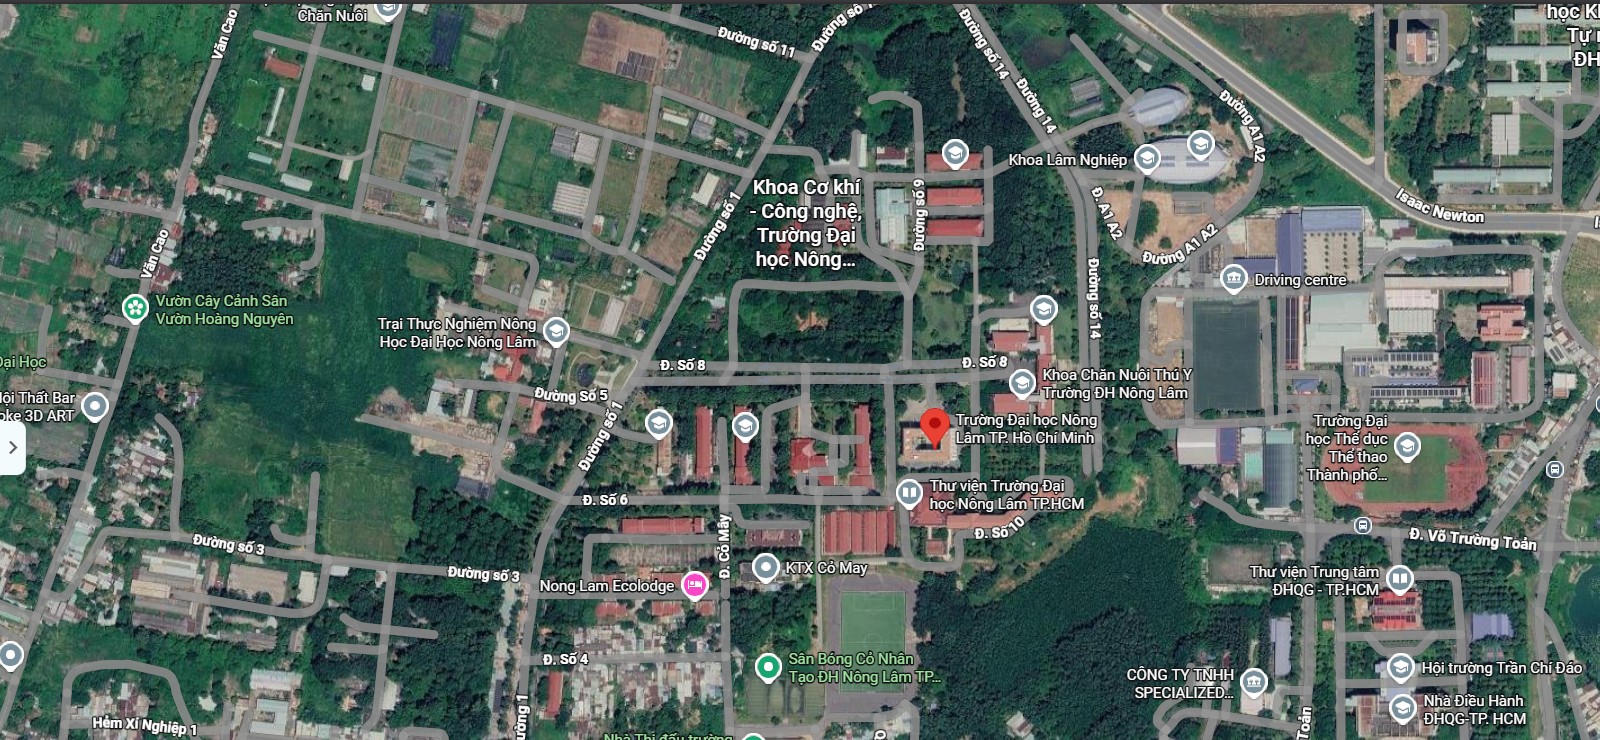 Chăn Nuôi
Văn Cao
Đường số 11
Đường số 1
Đường số 14
Đường 14
Đường A1 A2
học K
Tự
ĐH
Khoa Lâm Nghiệp
Isaac Newton
Khoa Cơ khí
- Công nghệ,
Trường Đại
học Nông...
Đường số 9
Đường số 1
Đ. A1 A2
Đường A1 A2
Văn Cao
Driving centre
Vườn Cây Cảnh Sân
Vườn Hoàng Nguyên
Trại Thực Nghiệm Nông
Học Đại Học Nông Lâm
Đường số 14
Đại Học
Đ. Số 8
Đ. Số 8
Khoa Chăn Nuôi Thú Y
Trường ĐH Nông Lâm
Nội Thất Bar
oke 3D ART
Đường Số 5
Đường số 1
Trường Đại học Nông
Lâm TP. Hồ Chí Minh
Trường Đại
học Thể dục
Thể thao
Thành phố...
Đ. Số 6
Thư viện Trường Đại
học Nông Lâm TP.HCM
Đ. Số 10
Đ. Cỏ Mây
Đ. Võ Trường Toản
Đường số 3
Đường số 3
KTX Cỏ May
Nong Lam Ecolodge
Thư viện Trung tâm
ĐHQG - TP.HCM
Đ. Số 4
Sân Bóng Cỏ Nhân
Tạo ĐH Nông Lâm TP...
CÔNG TY TNHH
SPECIALIZED...
Hội trường Trần Chí Đáo
Nhà Điều Hành
ĐHQG-TP. HCM
Hẻm Xí Nghiệp 1
Đường 1
Toản
Nhà Thi đấu trường